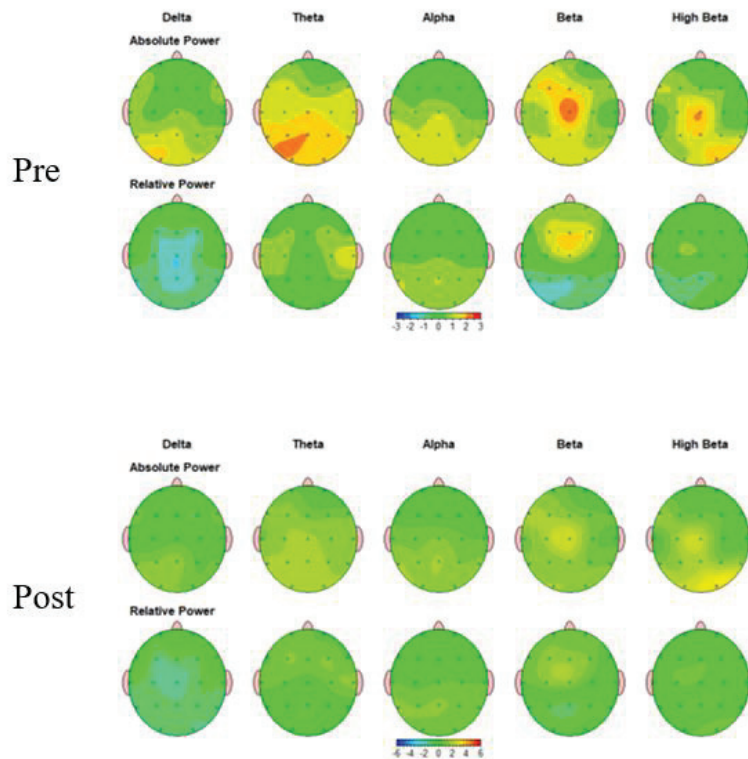 Delta Theta Alpha Beta High Beta
Absolute Power
Pre
Relative Power
-3 -2 -1 0 1 2 3
Delta Theta Alpha Beta High Beta
Absolute Power
Post
Relative Power
-6 -4 -2 0 2 4 6